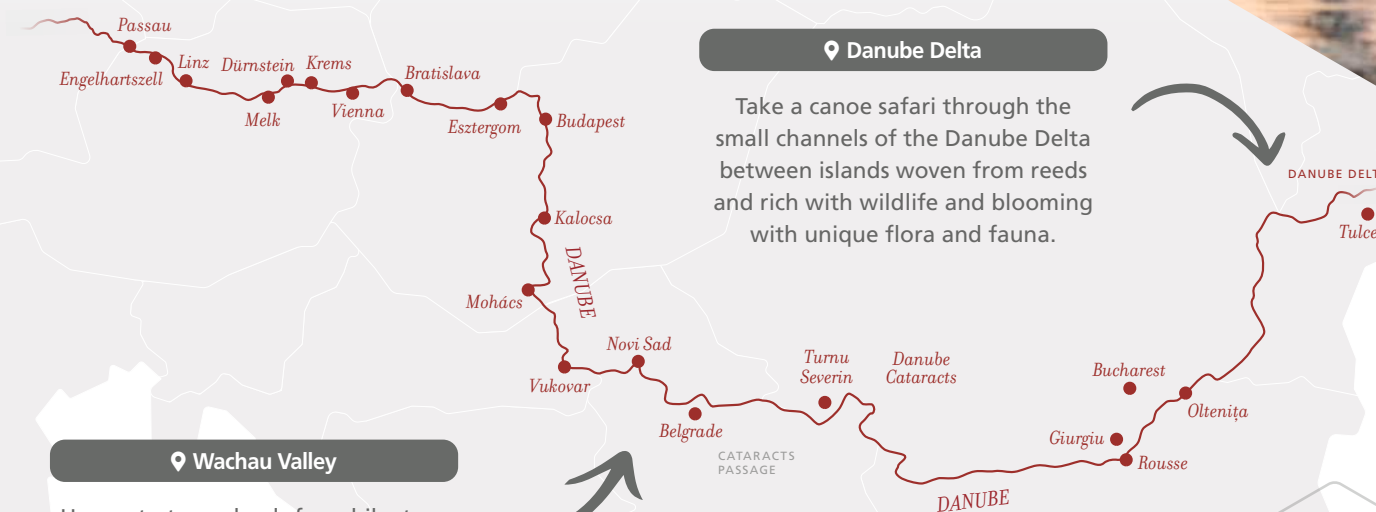 Passau
Engelhartszell
Linz
Dürnstein
Krems
Melk
Vienna
Bratislava
Esztergom
Budapest
Danube Delta
Take a canoe safari through the
small channels of the Danube Delta
between islands woven from reeds
and rich with wildlife and blooming
with unique flora and fauna.
DANUBE DELT
Tulce
Kalocsa
DANUBE
Mohács
Novi Sad
Vukovar
Belgrade
Turnu
Severin
Danube
Cataracts
CATARACTS
PASSAGE
Bucharest
Oltenița
Giurgiu
Rousse
DANUBE
Wachau Valley